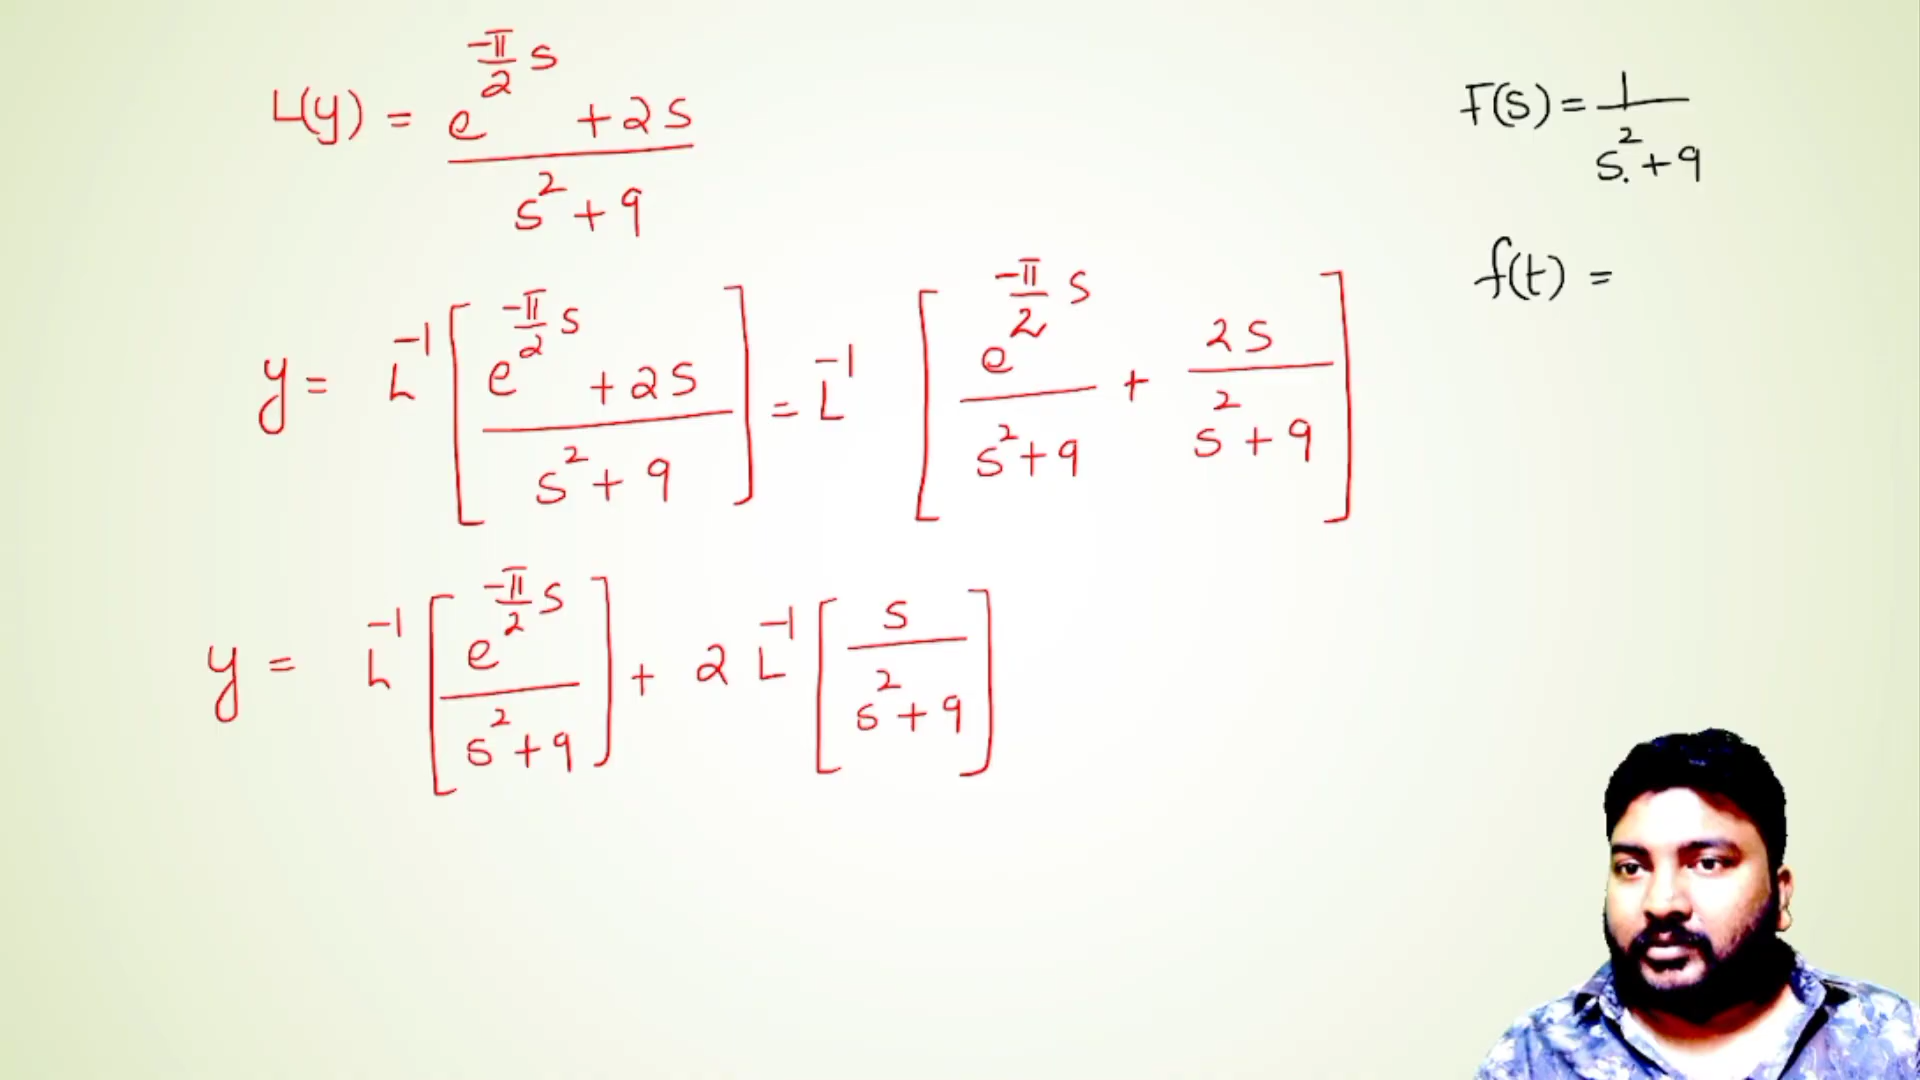 L(y) = (e^(-π/2 s) + 2s) / (s² + 9)
F(s) = 1 / (s² + 9)
f(t) =
y = L⁻¹ [ (e^(-π/2 s) + 2s) / (s² + 9) ] = L⁻¹ [ e^(-π/2 s) / (s² + 9) + 2s / (s² + 9) ]
y = L⁻¹ [ e^(-π/2 s) / (s² + 9) ] + 2 L⁻¹ [ s / (s² + 9) ]